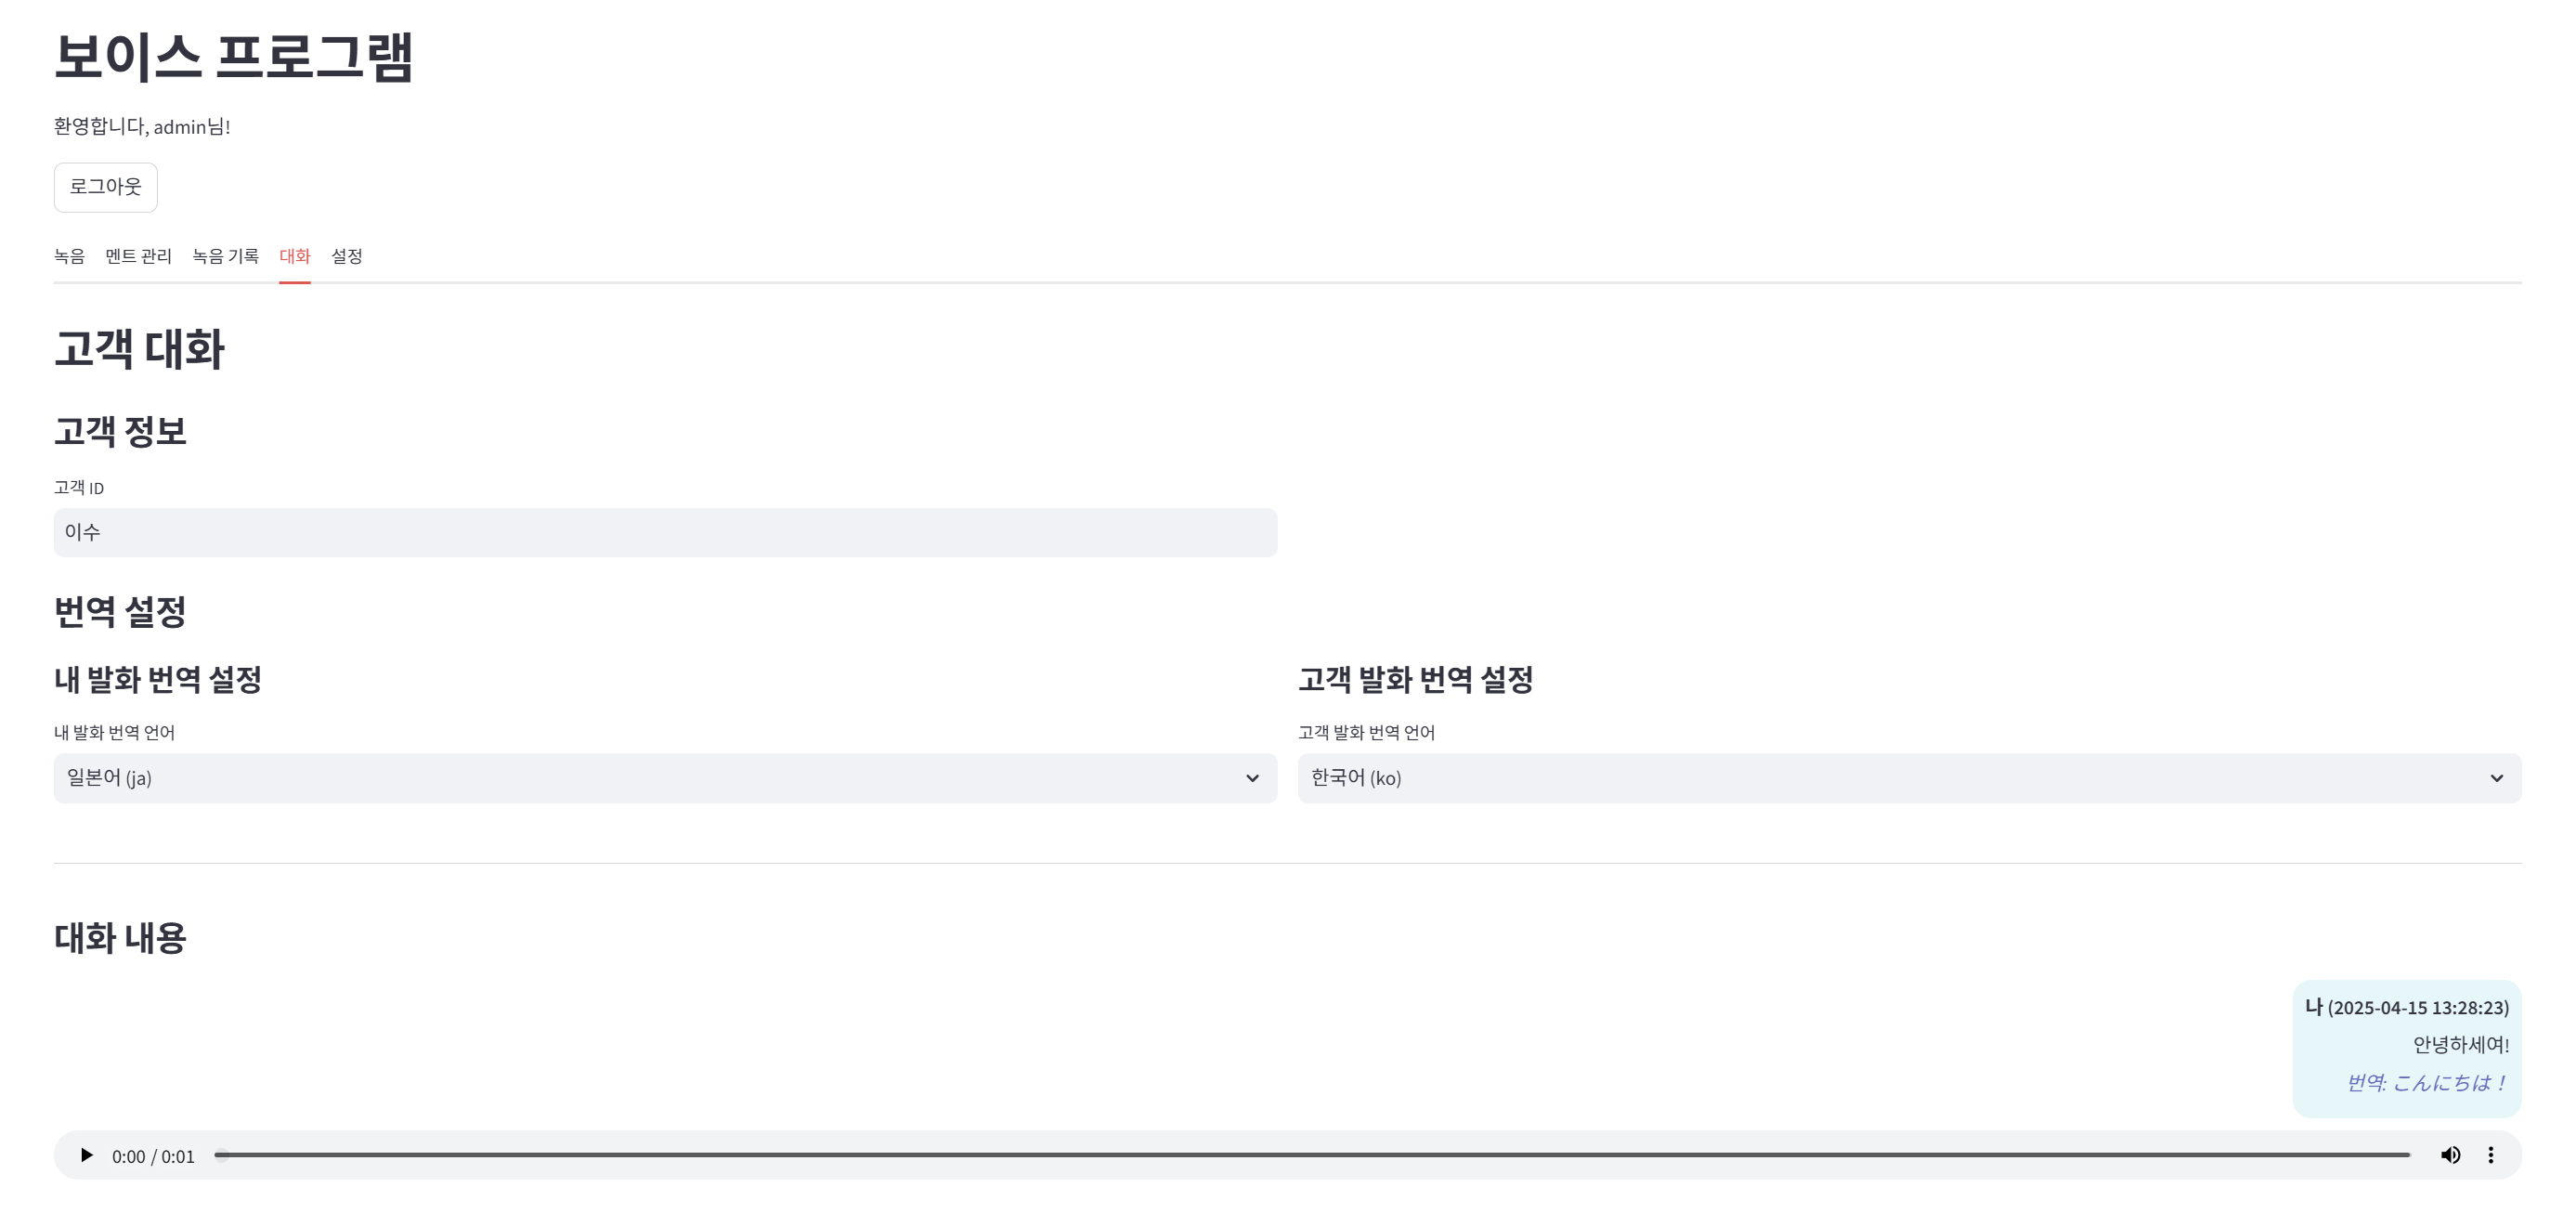 보이스 프로그램
환영합니다, admin님!
로그아웃
녹음 멘트 관리 녹음 기록 대화 설정
고객 대화
고객 정보
고객 ID
이수
번역 설정
내 발화 번역 설정
고객 발화 번역 설정
내 발화 번역 언어
고객 발화 번역 언어
일본어 (ja)
한국어 (ko)
대화 내용
나 (2025-04-15 13:28:23)
안녕하세여!
번역: こんにちは！
0:00 / 0:01